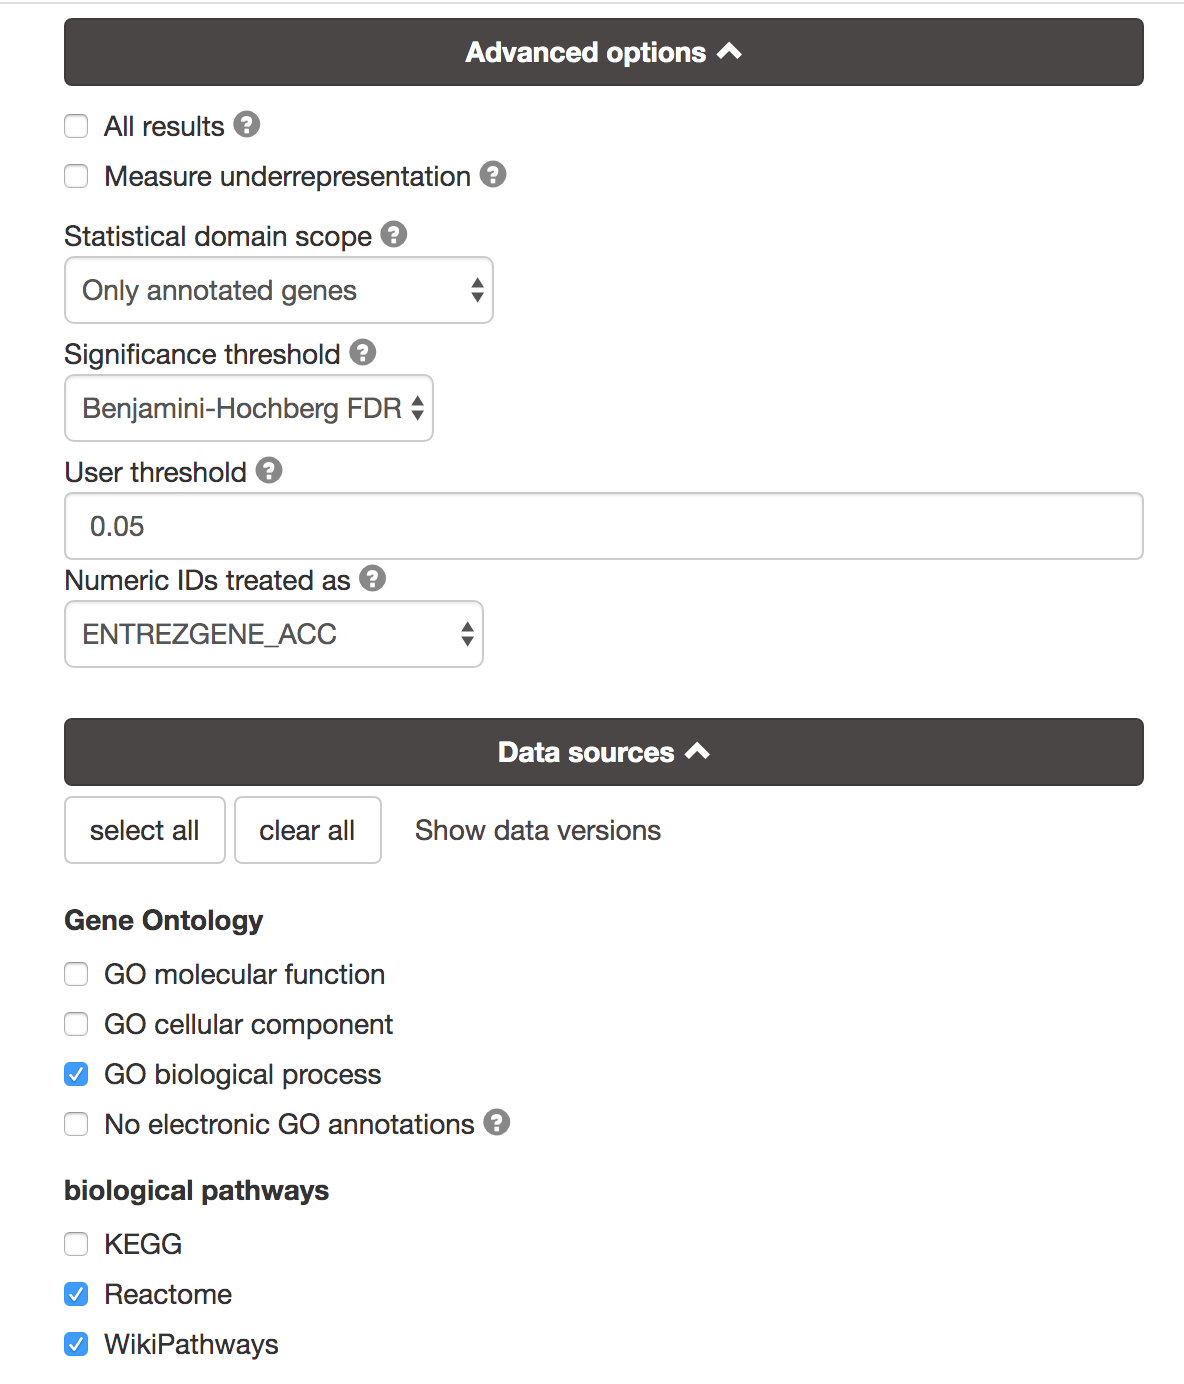 Advanced options
All results ?
Measure underrepresentation ?
Statistical domain scope ?
Only annotated genes
Significance threshold ?
Benjamini-Hochberg FDR
User threshold ?
0.05
Numeric IDs treated as ?
ENTREZGENE_ACC
Data sources
select all clear all Show data versions
Gene Ontology
GO molecular function
GO cellular component
GO biological process
No electronic GO annotations ?
biological pathways
KEGG
Reactome
WikiPathways